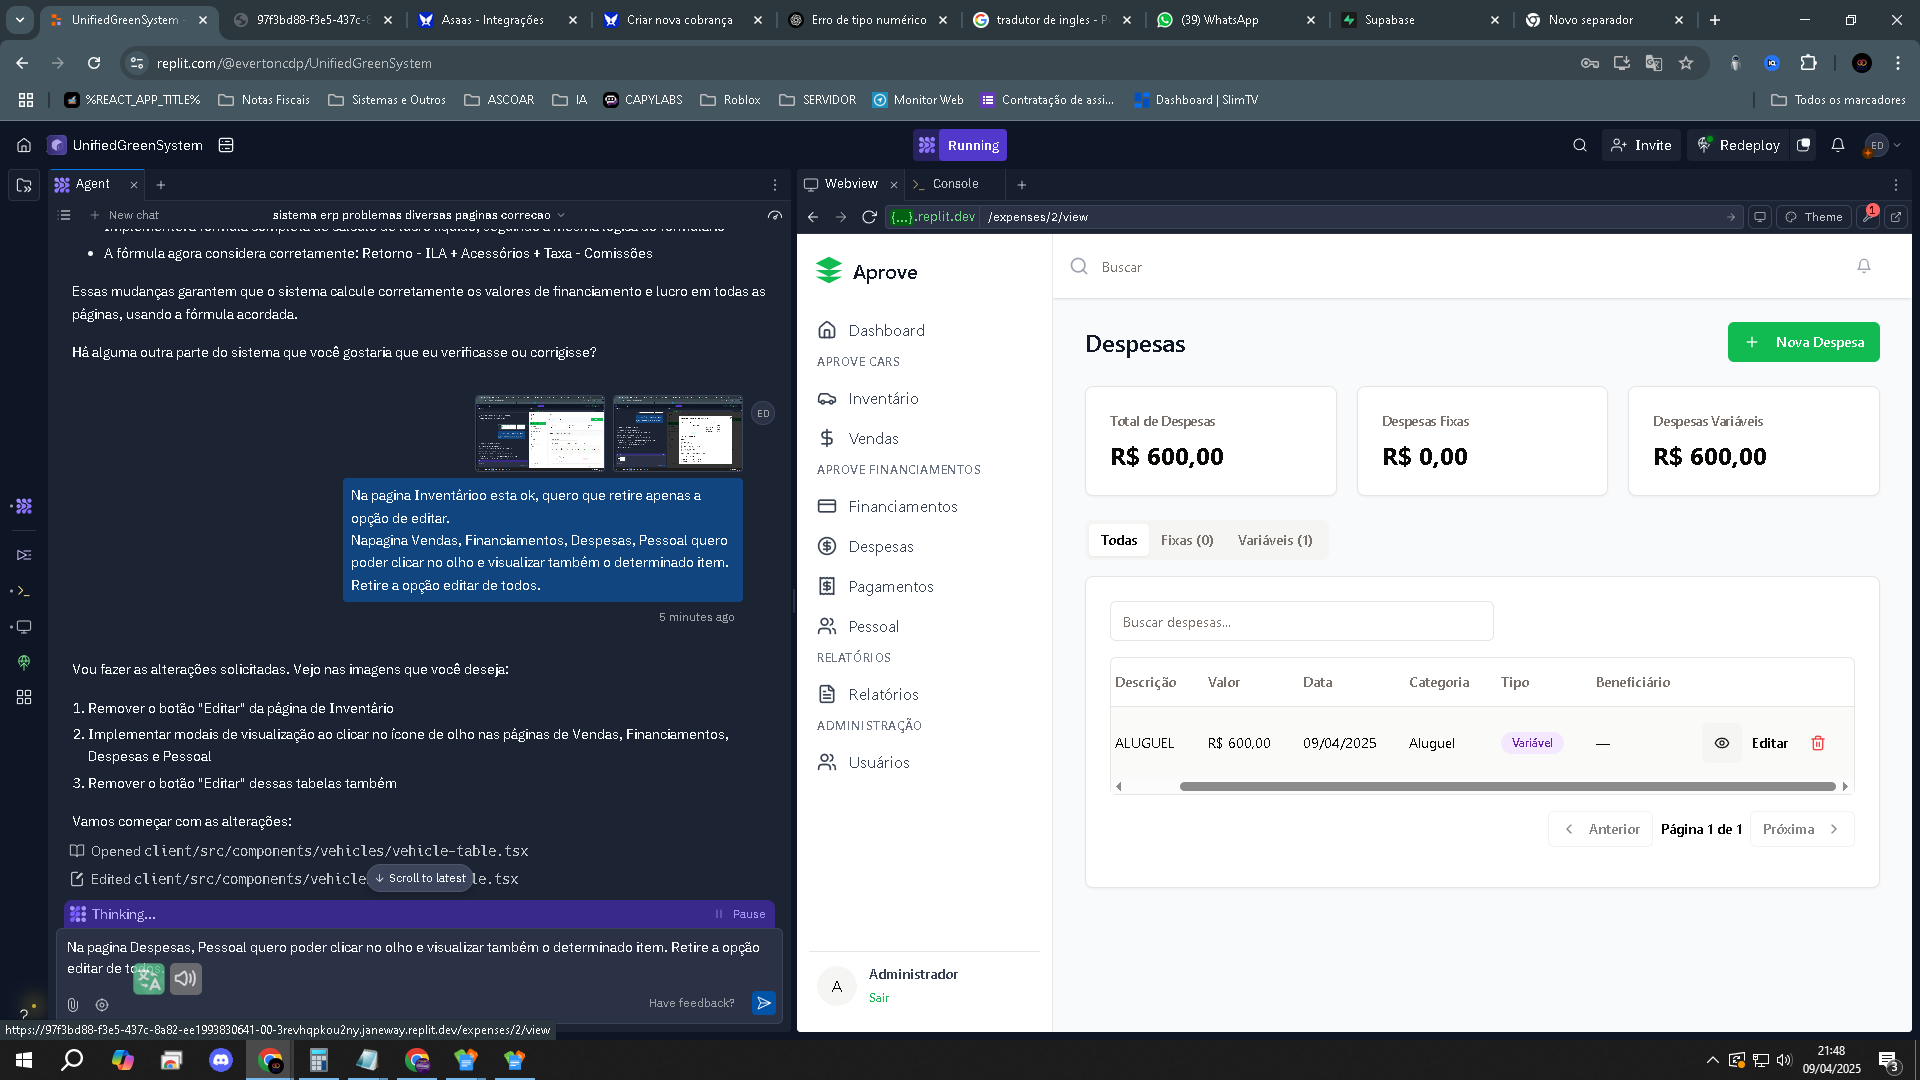 UnifiedGreenSystem -
97f3bd88-f3e5-437c-8
Asaas - Integrações
Criar nova cobrança
Erro de tipo numérico
tradutor de ingles - Pe
(39) WhatsApp
Supabase
Novo separador
replit.com/@evertoncdp/UnifiedGreenSystem
%REACT_APP_TITLE%
Notas Fiscais
Sistemas e Outros
ASCOAR
IA
CAPYLABS
Roblox
SERVIDOR
Monitor Web
Contratação de assi...
Dashboard | SlimTV
Todos os marcadores
UnifiedGreenSystem
Running
Invite
Redeploy
ED
Agent
New chat
sistema erp problemas diversas paginas correcao
• A fórmula agora considera corretamente: Retorno - ILA + Acessórios + Taxa - Comissões
Essas mudanças garantem que o sistema calcule corretamente os valores de financiamento e lucro em todas as
páginas, usando a fórmula acordada.
Há alguma outra parte do sistema que você gostaria que eu verificasse ou corrigisse?
ED
Na pagina Inventárioo esta ok, quero que retire apenas a
opção de editar.
Napagina Vendas, Financiamentos, Despesas, Pessoal quero
poder clicar no olho e visualizar também o determinado item.
Retire a opção editar de todos.
5 minutes ago
Vou fazer as alterações solicitadas. Vejo nas imagens que você deseja:
1. Remover o botão "Editar" da página de Inventário
2. Implementar modais de visualização ao clicar no ícone de olho nas páginas de Vendas, Financiamentos,
Despesas e Pessoal
3. Remover o botão "Editar" dessas tabelas também
Vamos começar com as alterações:
Opened client/src/components/vehicles/vehicle-table.tsx
Edited client/src/components/vehicle
le.tsx
Scroll to latest
Thinking...
Pause
Na pagina Despesas, Pessoal quero poder clicar no olho e visualizar também o determinado item. Retire a opção
editar de
Have feedback?
https://97f3bd88-f3e5-437c-8a82-ee1993830641-00-3revhqpkou2ny.janeway.replit.dev/expenses/2/view
Webview
Console
{...}.replit.dev
/expenses/2/view
Theme
1
Aprove
Dashboard
APROVE CARS
Inventário
Vendas
APROVE FINANCIAMENTOS
Financiamentos
Despesas
Pagamentos
Pessoal
RELATÓRIOS
Relatórios
ADMINISTRAÇÃO
Usuários
A
Administrador
Sair
Buscar
Despesas
Nova Despesa
Total de Despesas
R$ 600,00
Despesas Fixas
R$ 0,00
Despesas Variáveis
R$ 600,00
Todas
Fixas (0)
Variáveis (1)
Buscar despesas...
Descrição
Valor
Data
Categoria
Tipo
Beneficiário
ALUGUEL
R$ 600,00
09/04/2025
Aluguel
Variável
—
Editar
Anterior
Página 1 de 1
Próxima
21:48
09/04/2025
3